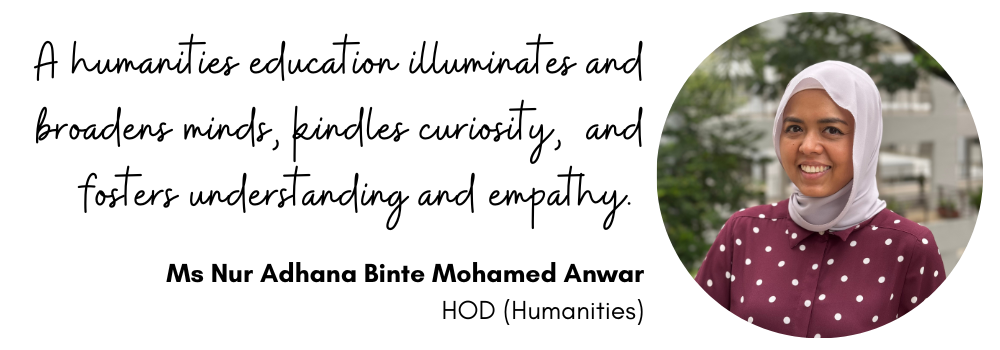 A humanities education illuminates and
broadens minds, kindles curiosity, and
fosters understanding and empathy.
Ms Nur Adhana Binte Mohamed Anwar
HOD (Humanities)